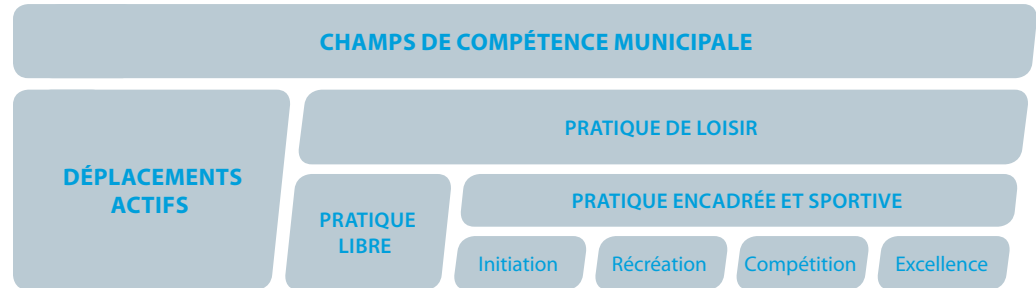 CHAMPS DE COMPÉTENCE MUNICIPALE
DÉPLACEMENTS
ACTIFS
PRATIQUE DE LOISIR
PRATIQUE
LIBRE
PRATIQUE ENCADRÉE ET SPORTIVE
Initiation
Récréation
Compétition
Excellence